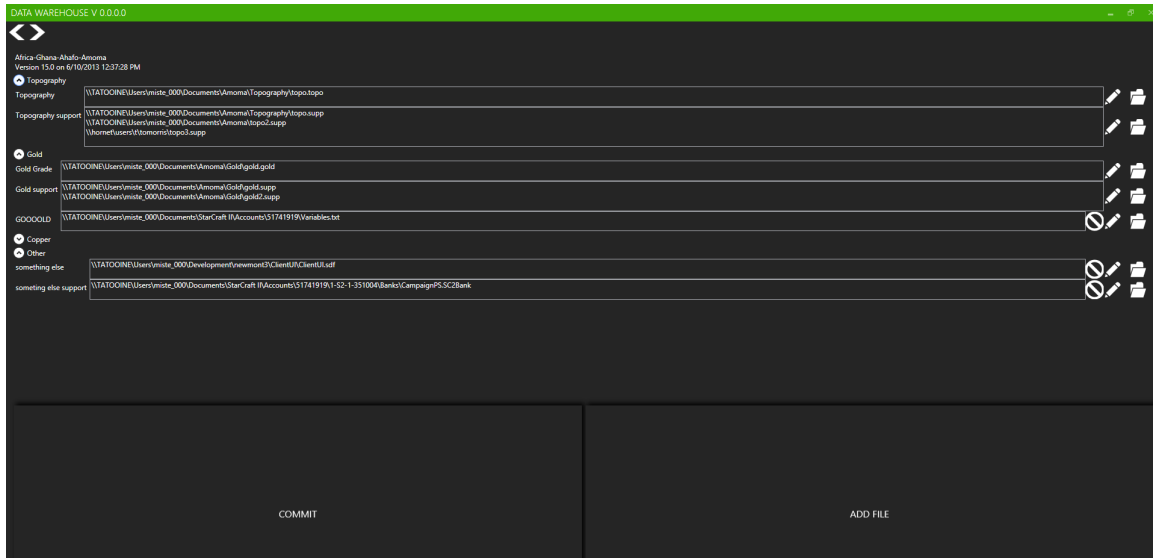 DATA WAREHOUSE V 0.0.0.0
Africa-Ghana-Ahafo-Amoma
Version 15.0 on 6/10/2013 12:37:28 PM
Topography
Topography \\TATOOINE\Users\miste_000\Documents\Amoma\Topography\topo.topo
Topography support \\TATOOINE\Users\miste_000\Documents\Amoma\Topography\topo.supp
\\TATOOINE\Users\miste_000\Documents\Amoma\topo2.supp
\\hornet\users\t\tomorris\topo3.supp
Gold
Gold Grade \\TATOOINE\Users\miste_000\Documents\Amoma\Gold\gold.gold
Gold support \\TATOOINE\Users\miste_000\Documents\Amoma\Gold\gold.supp
\\TATOOINE\Users\miste_000\Documents\Amoma\Gold\gold2.supp
GOOOOLD \\TATOOINE\Users\miste_000\Documents\StarCraft II\Accounts\51741919\Variables.txt
Copper
Other
something else \\TATOOINE\Users\miste_000\Development\newmont3\ClientUI\ClientUI.sdf
someting else support \\TATOOINE\Users\miste_000\Documents\StarCraft II\Accounts\51741919\1-S2-1-351004\Banks\CampaignPS.SC2Bank
COMMIT ADD FILE